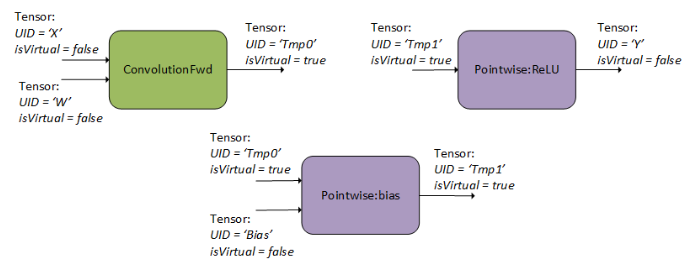 Tensor:
UID = ‘X’
isVirtual = false
Tensor:
UID = ‘W’
isVirtual = false
ConvolutionFwd
Tensor:
UID = ‘Tmp0’
isVirtual = true
Tensor:
UID = ‘Tmp1’
isVirtual = true
Pointwise:ReLU
Tensor:
UID = ‘Y’
isVirtual = false
Tensor:
UID = ‘Tmp0’
isVirtual = true
Tensor:
UID = ‘Bias’
isVirtual = false
Pointwise:bias
Tensor:
UID = ‘Tmp1’
isVirtual = true